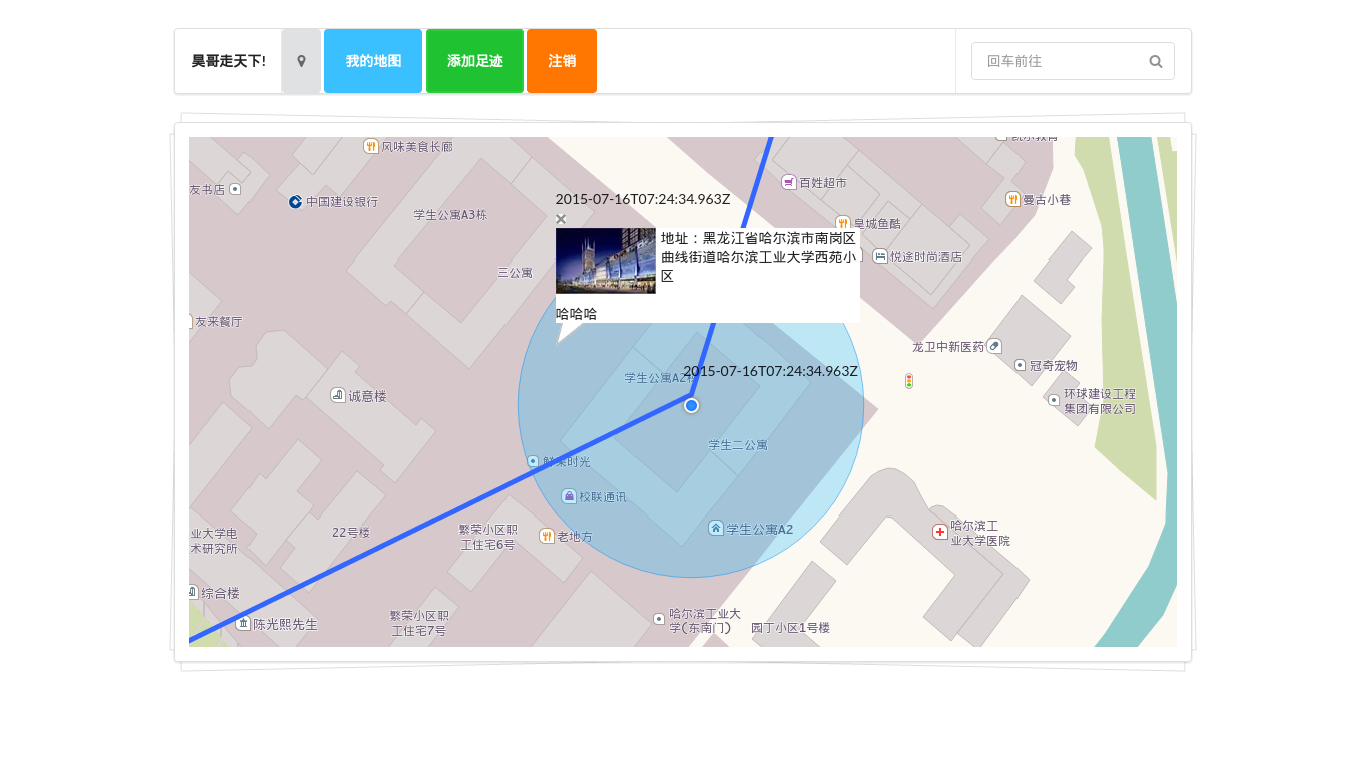 昊哥走天下!
我的地图
添加足迹
注销
回车前往
风味美食长廊
友书店
中国建设银行
学生公寓A3栋
三公寓
百姓超市
曼古小巷
皇城鱼酷
悦途时尚酒店
2015-07-16T07:24:34.963Z
地址：黑龙江省哈尔滨市南岗区
曲线街道哈尔滨工业大学西苑小
区
哈哈哈
友来餐厅
龙卫中新医药
冠奇宠物
2015-07-16T07:24:34.963Z
学生公寓A2栋
诚意楼
环球建设工程
集团有限公司
学生二公寓
时光
校联通讯
学生公寓A2
老地方
22号楼
繁荣小区职
工住宅6号
业大学电
术研究所
哈尔滨工
业大学医院
综合楼
陈光熙先生
繁荣小区职
工住宅7号
哈尔滨工业大
学(东南门)
园丁小区1号楼